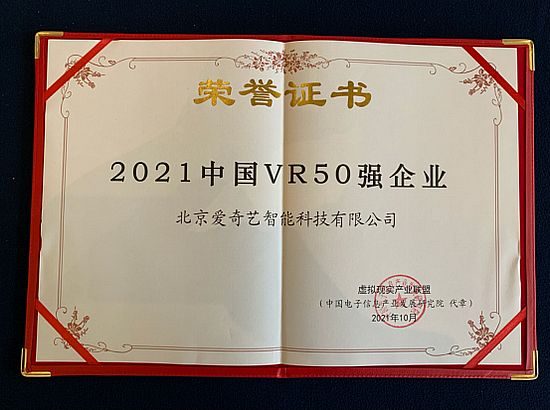 荣誉证书
2021中国VR50强企业
北京爱奇艺智能科技有限公司
虚拟现实产业联盟
（中国电子信息产业发展研究院 代章）
2021年10月